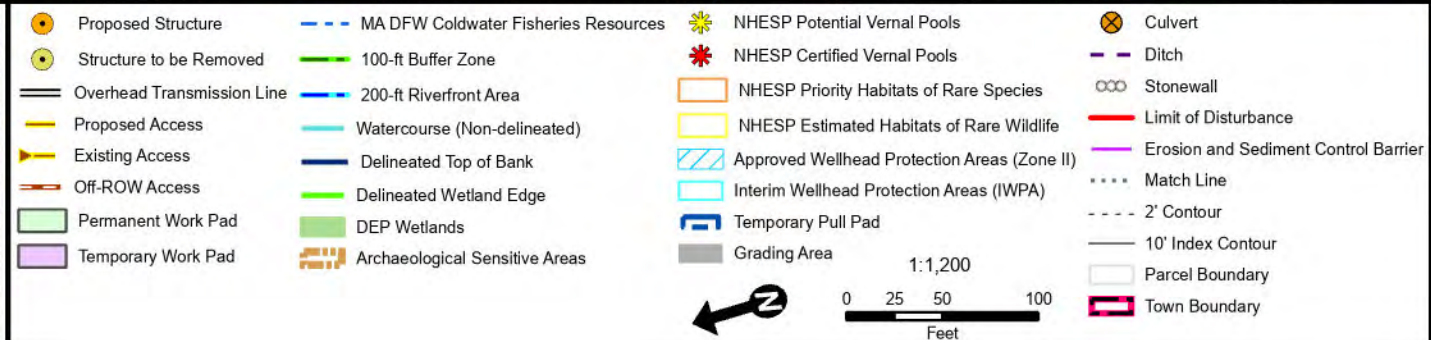 Proposed Structure
Structure to be Removed
Overhead Transmission Line
Proposed Access
Existing Access
Off-ROW Access
Permanent Work Pad
Temporary Work Pad
MA DFW Coldwater Fisheries Resources
100-ft Buffer Zone
200-ft Riverfront Area
Watercourse (Non-delineated)
Delineated Top of Bank
Delineated Wetland Edge
DEP Wetlands
Archaeological Sensitive Areas
NHESP Potential Vernal Pools
NHESP Certified Vernal Pools
NHESP Priority Habitats of Rare Species
NHESP Estimated Habitats of Rare Wildlife
Approved Wellhead Protection Areas (Zone II)
Interim Wellhead Protection Areas (IWPA)
Temporary Pull Pad
Grading Area
N
1:1,200
0 25 50 100
Feet
Culvert
Ditch
Stonewall
Limit of Disturbance
Erosion and Sediment Control Barrier
Match Line
2' Contour
10' Index Contour
Parcel Boundary
Town Boundary